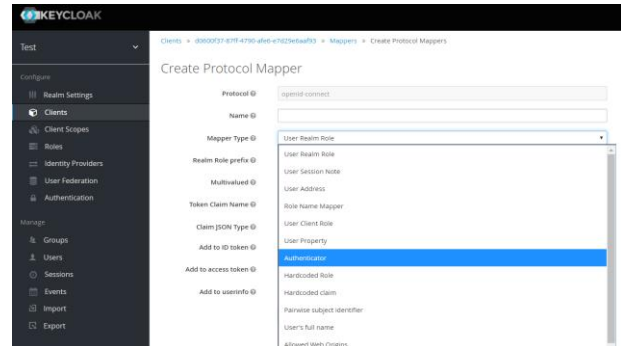 KEYCLOAK
Test
Clients » d0600f37-87ff-4790-afe6-e7d29e8aaf93 » Mappers » Create Protocol Mappers
Create Protocol Mapper
Configure
Realm Settings
Clients
Client Scopes
Roles
Identity Providers
User Federation
Authentication
Manage
Groups
Users
Sessions
Events
Import
Export
Protocol
openid-connect
Name
Mapper Type
User Realm Role
Realm Role prefix
Multivalued
Token Claim Name
Claim JSON Type
Add to ID token
Add to access token
Add to userinfo
User Realm Role
User Session Note
User Address
Role Name Mapper
User Client Role
User Property
Authenticator
Hardcoded Role
Hardcoded claim
Pairwise subject identifier
User's full name
Allowed Web Origins